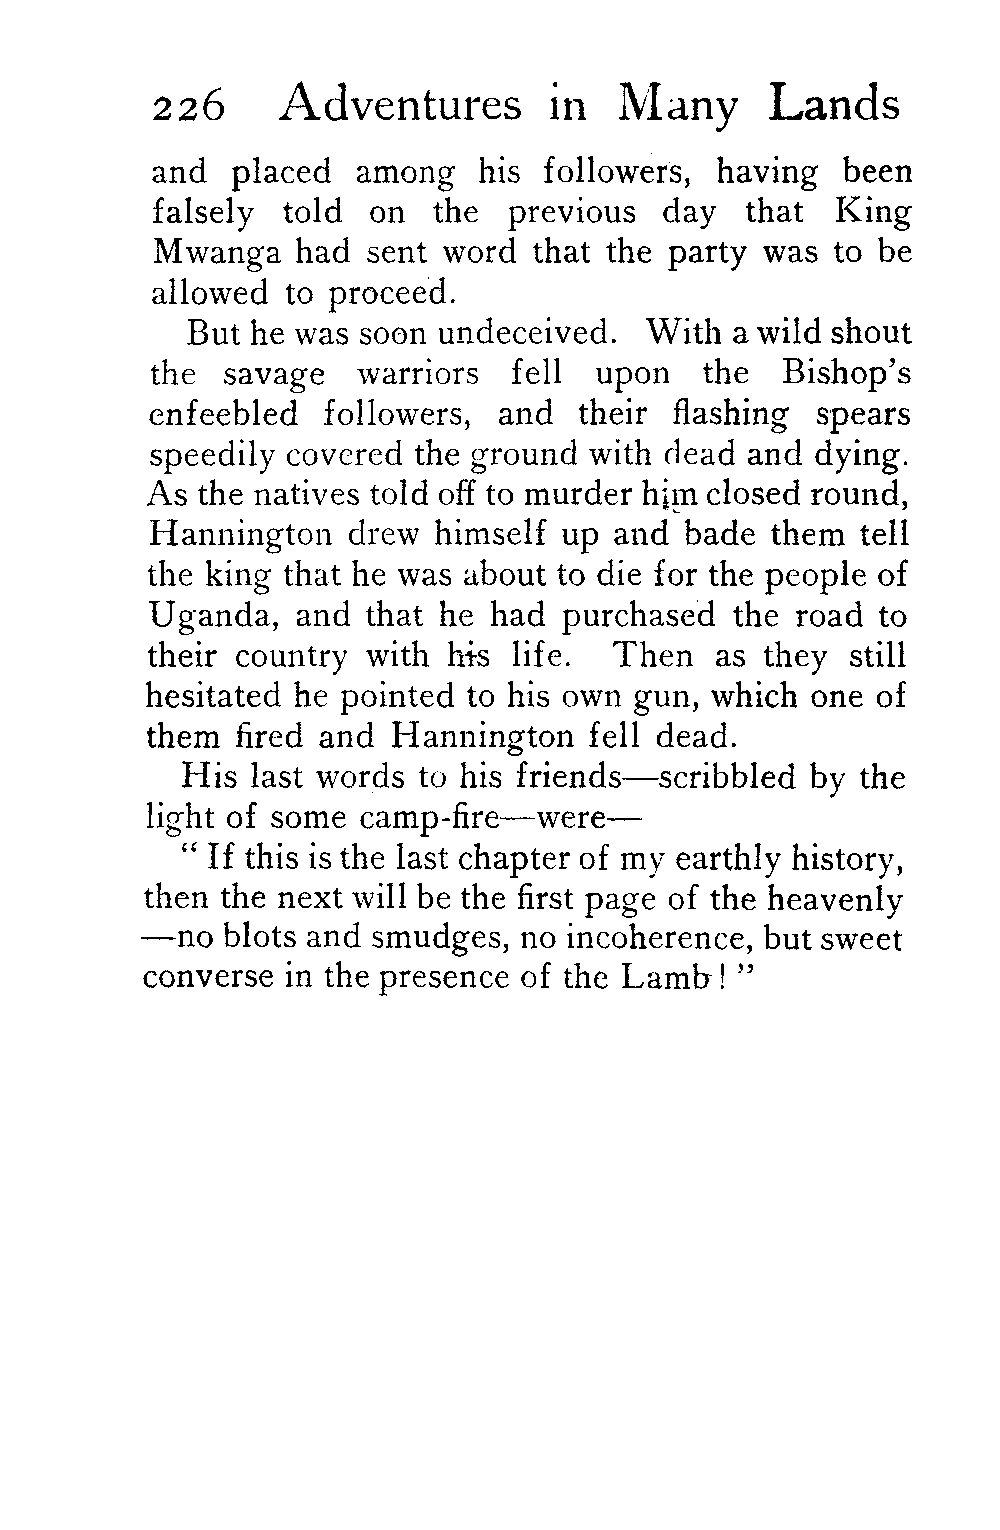 226 Adventures in Many Lands
and placed among his followers, having been
falsely told on the previous day that King
Mwanga had sent word that the party was to be
allowed to proceed.
But he was soon undeceived. With a wild shout
the savage warriors fell upon the Bishop's
enfeebled followers, and their flashing spears
speedily covered the ground with dead and dying.
As the natives told off to murder him closed round,
Hannington drew himself up and bade them tell
the king that he was about to die for the people of
Uganda, and that he had purchased the road to
their country with his life. Then as they still
hesitated he pointed to his own gun, which one of
them fired and Hannington fell dead.
His last words to his friends—scribbled by the
light of some camp-fire—were—
" If this is the last chapter of my earthly history,
then the next will be the first page of the heavenly
—no blots and smudges, no incoherence, but sweet
converse in the presence of the Lamb! "